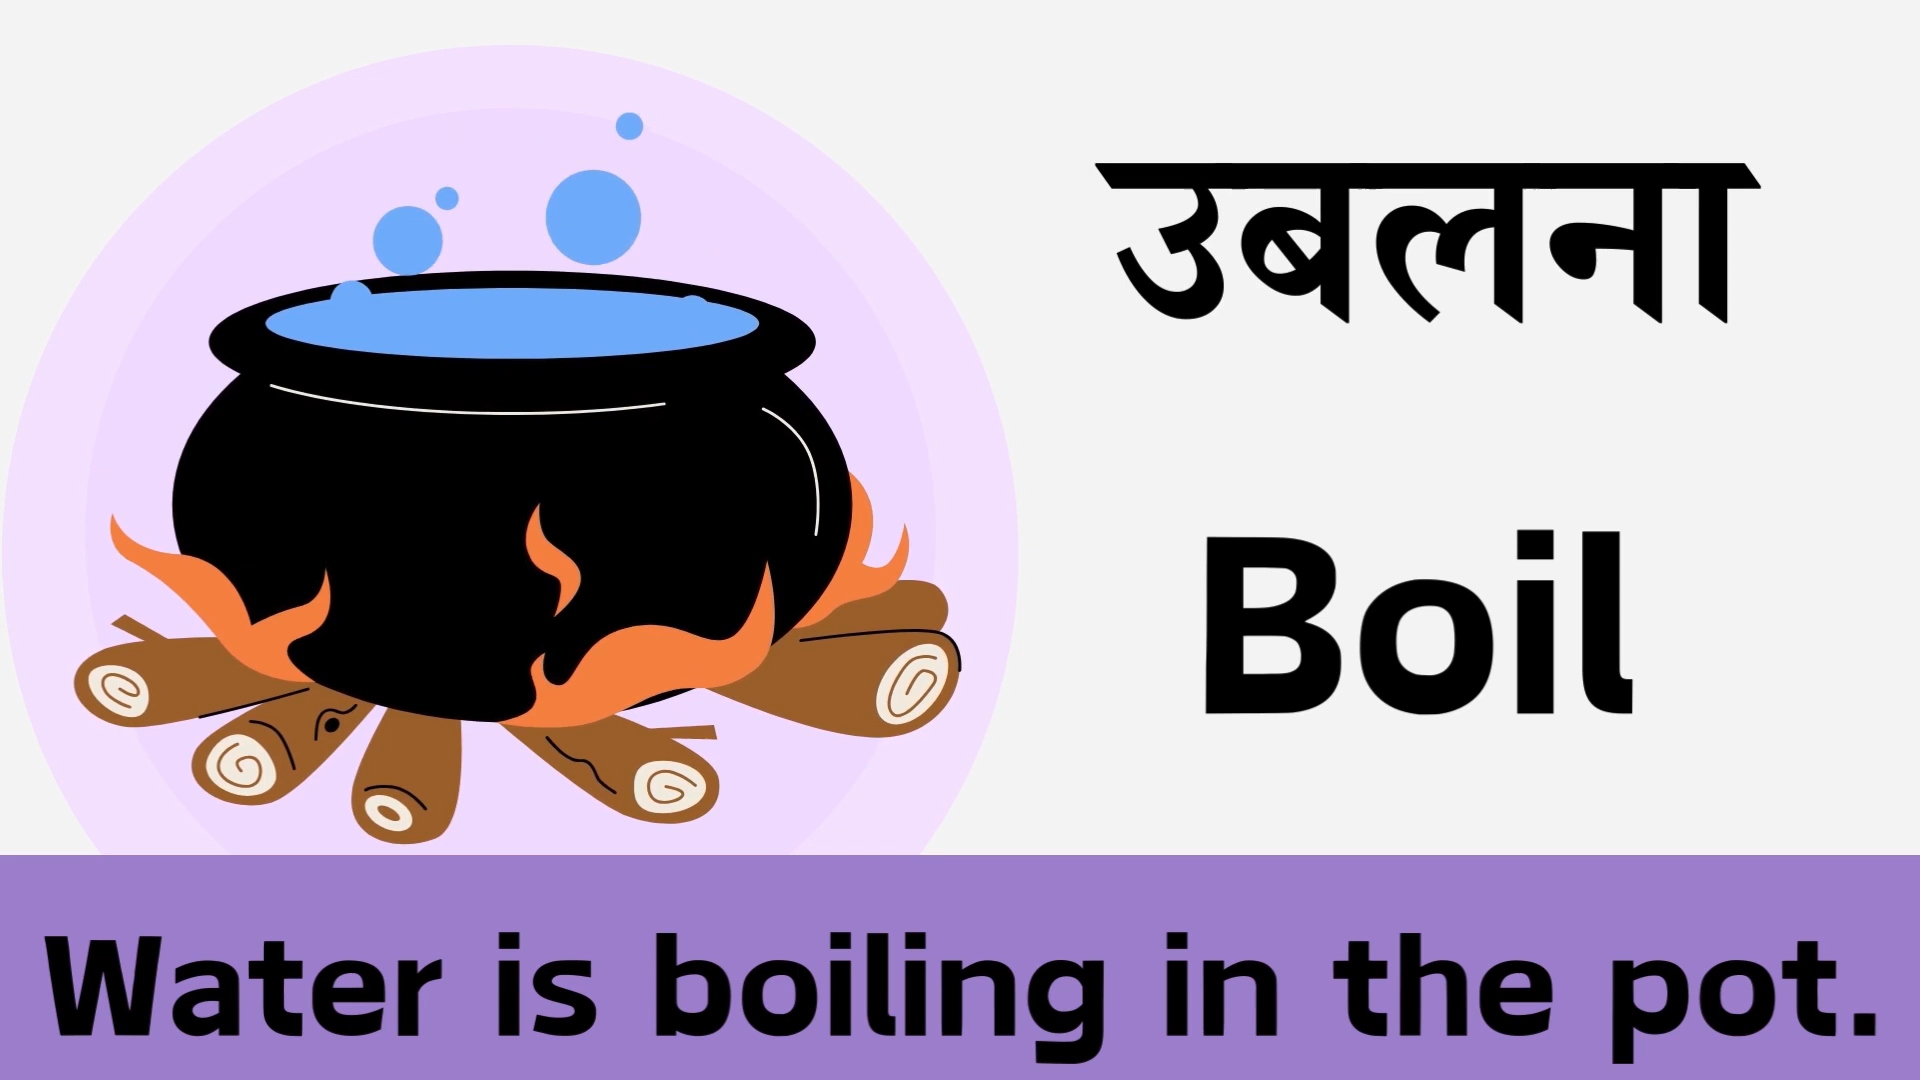 उबलना
Boil
Water is boiling in the pot.